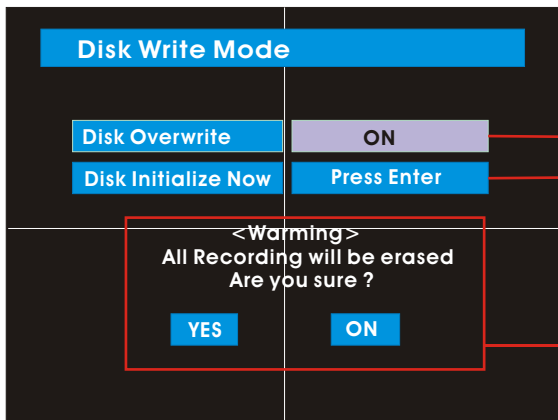 Disk Write Mode
Disk Overwrite ON
Disk Initialize Now Press Enter
<Warming>
All Recording will be erased
Are you sure ?
YES ON